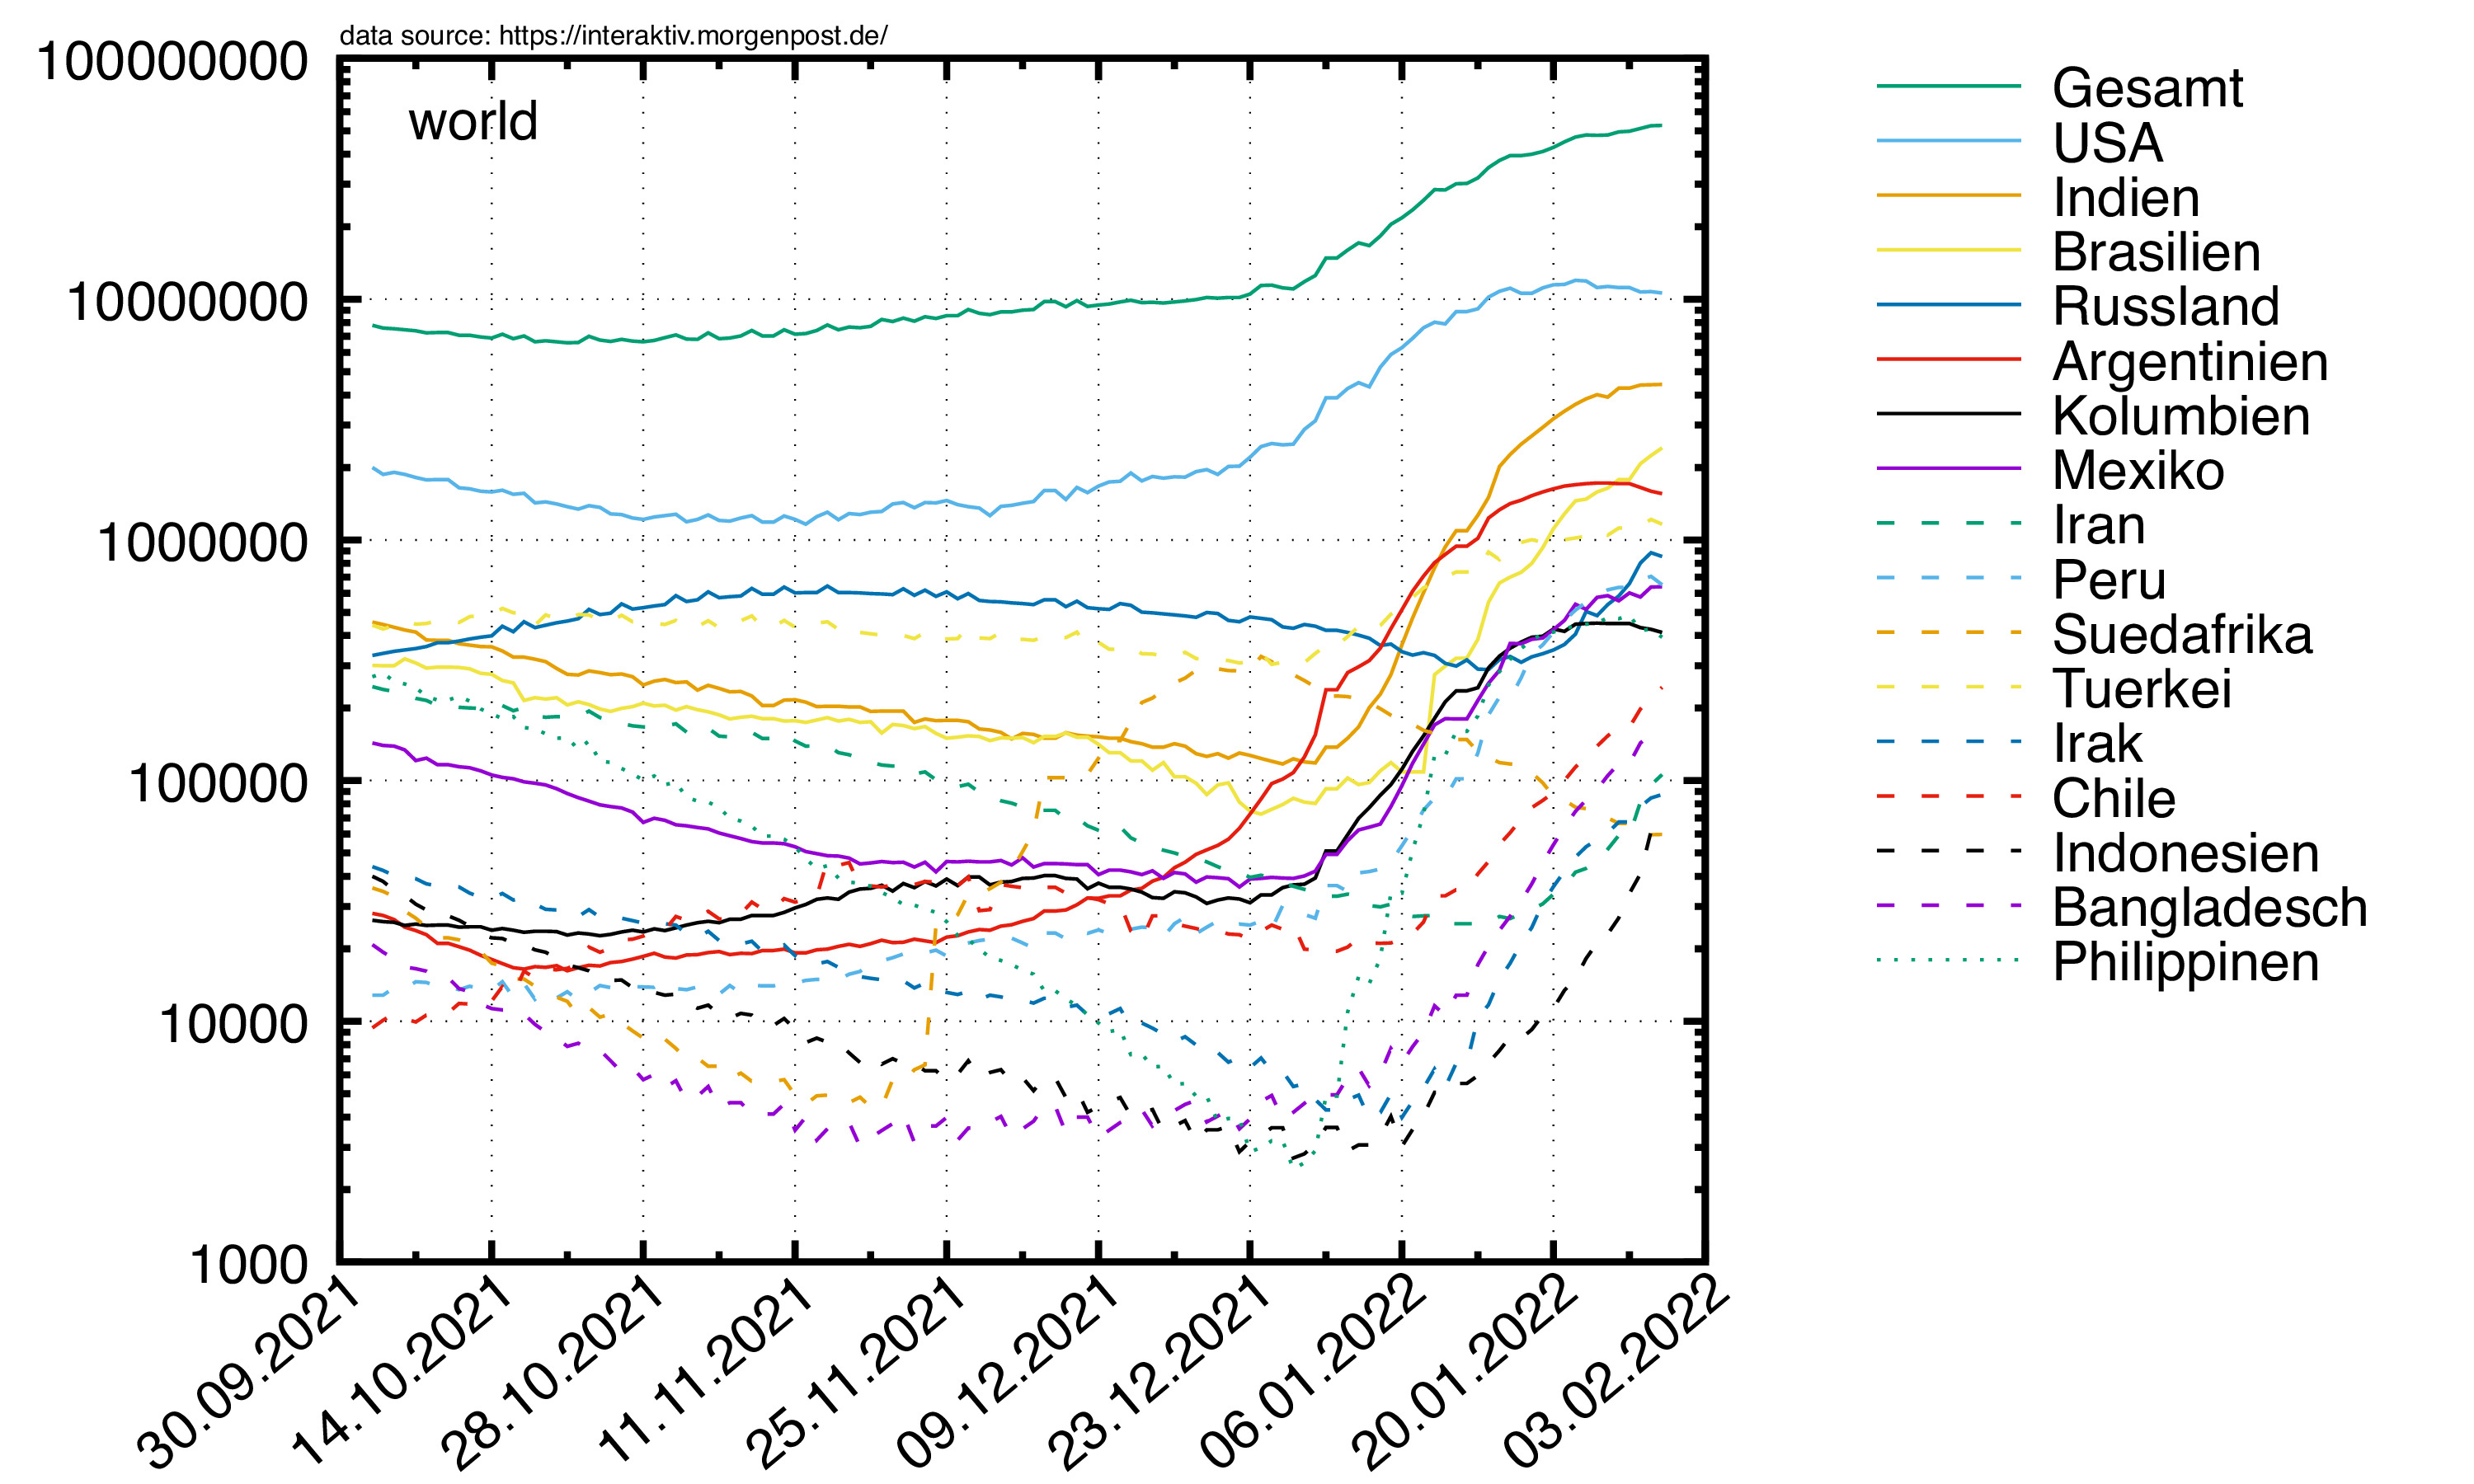 data source: https://interaktiv.morgenpost.de/
world
100000000
10000000
1000000
100000
10000
1000
30.09.2021
14.10.2021
28.10.2021
11.11.2021
25.11.2021
09.12.2021
23.12.2021
06.01.2022
20.01.2022
03.02.2022
Gesamt
USA
Indien
Brasilien
Russland
Argentinien
Kolumbien
Mexiko
Iran
Peru
Suedafrika
Tuerkei
Irak
Chile
Indonesien
Bangladesch
Philippinen